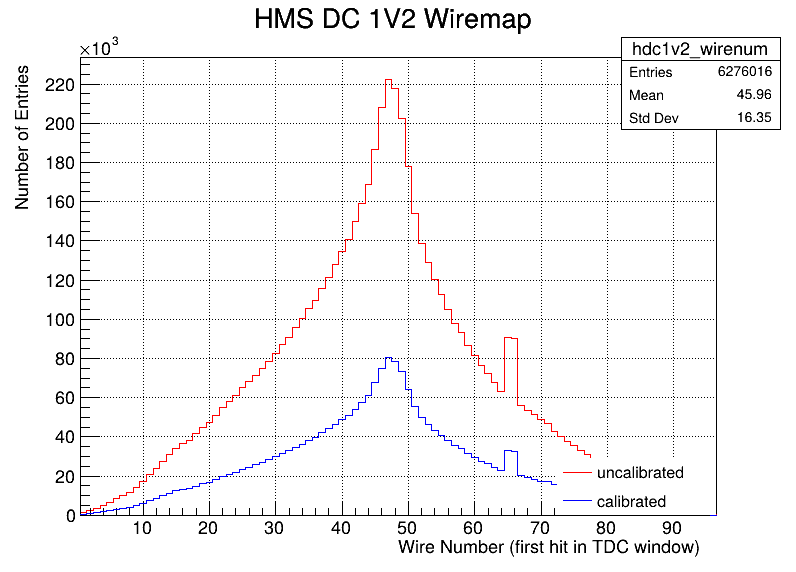 HMS DC 1V2 Wiremap
×10³
hdc1v2_wirenum
Entries 6276016
Mean 45.96
Std Dev 16.35
Number of Entries
220
200
180
160
140
120
100
80
60
40
20
0
uncalibrated
calibrated
10 20 30 40 50 60 70 80 90
Wire Number (first hit in TDC window)